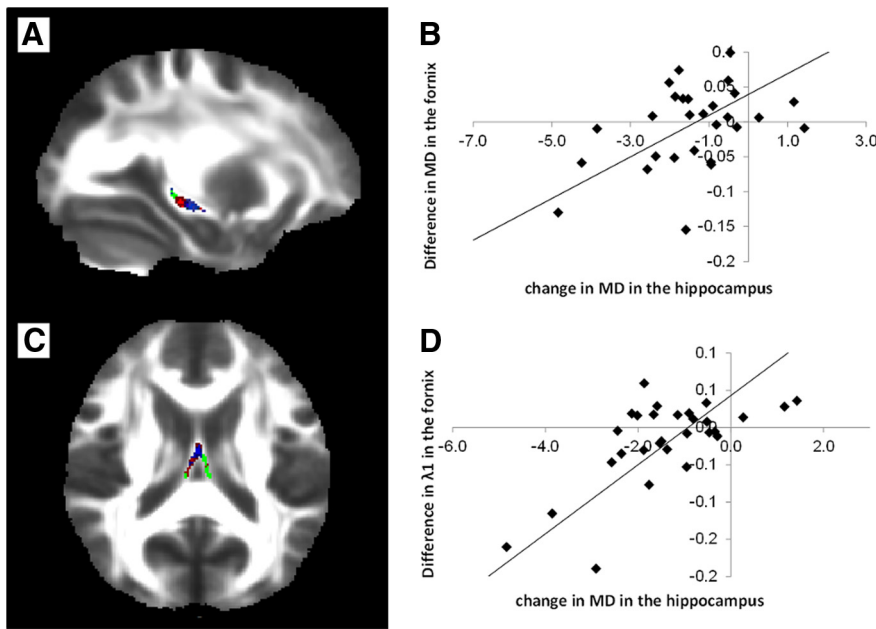 A
B
0.1
0.05
-7.0 -5.0 -3.0 -1.0 0 1.0 3.0
-0.05
-0.1
-0.15
-0.2
Difference in MD in the fornix
change in MD in the hippocampus
C
D
0.1
0.1
-6.0 -4.0 -2.0 0.0 2.0
-0.1
-0.1
-0.2
-0.2
Difference in λ1 in the fornix
change in MD in the hippocampus